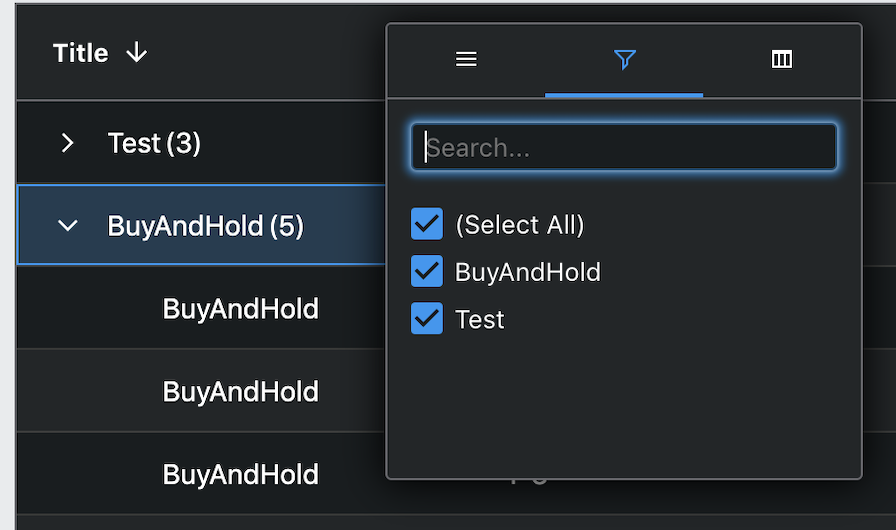 Title
Test (3)
BuyAndHold (5)
BuyAndHold
BuyAndHold
BuyAndHold
Search...
(Select All)
BuyAndHold
Test